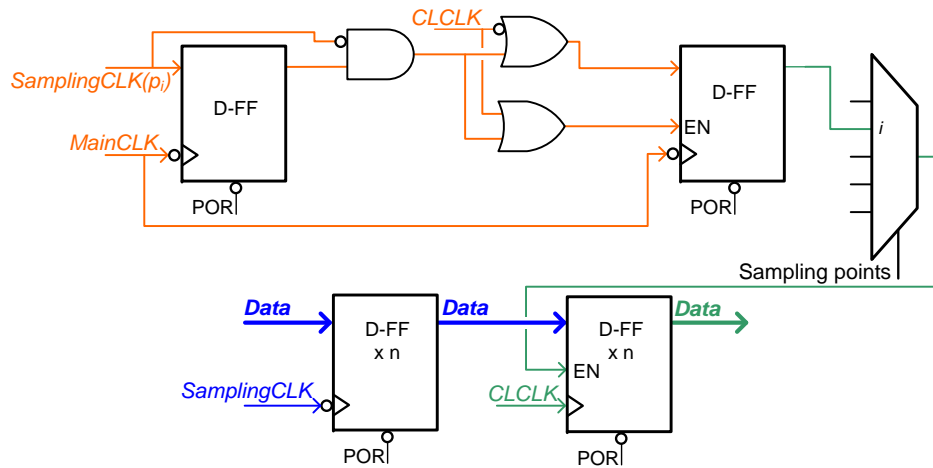 CLCLK
SamplingCLK(pi)
D-FF
D-FF
MainCLK
EN
i
POR
POR
Sampling points
Data
Data
Data
D-FF
x n
D-FF
x n
EN
SamplingCLK
CLCLK
POR
POR